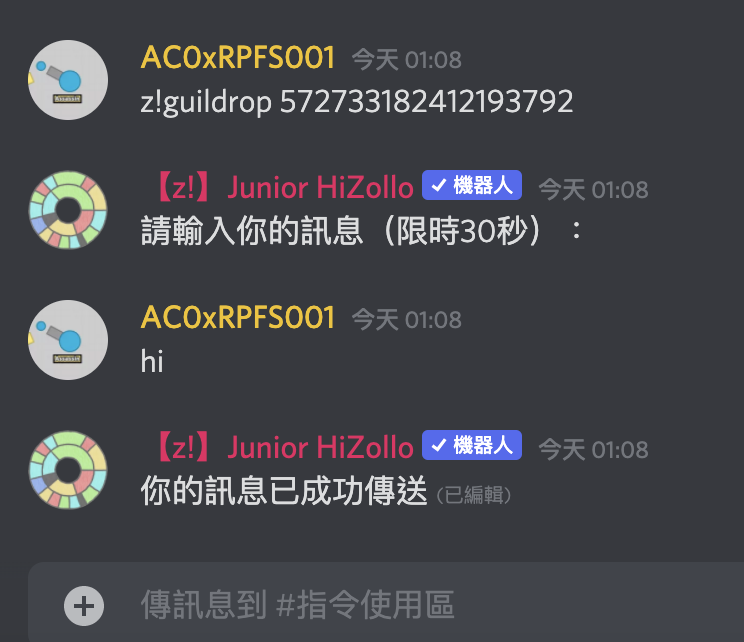 AC0xRPFS001 今天 01:08
z!guildrop 572733182412193792
【z!】Junior HiZollo ✓ 機器人 今天 01:08
請輸入你的訊息（限時30秒）：
AC0xRPFS001 今天 01:08
hi
【z!】Junior HiZollo ✓ 機器人 今天 01:08
你的訊息已成功傳送 (已編輯)
傳訊息到 #指令使用區